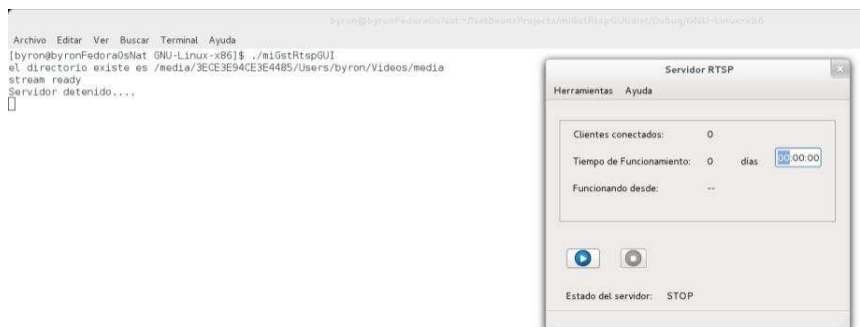 Archivo Editar Ver Buscar Terminal Ayuda
[byron@byronFedoraOsNat GNU-Linux-x86]$ ./miGstRtspGUI
el directorio existe es /media/3ECE3E94CE3E4485/Users/byron/Videos/media
stream ready
Servidor detenido....
Servidor RTSP
Herramientas Ayuda
Clientes conectados: 0
Tiempo de Funcionamiento: 0 días 00:00:00
Funcionando desde: --
Estado del servidor: STOP